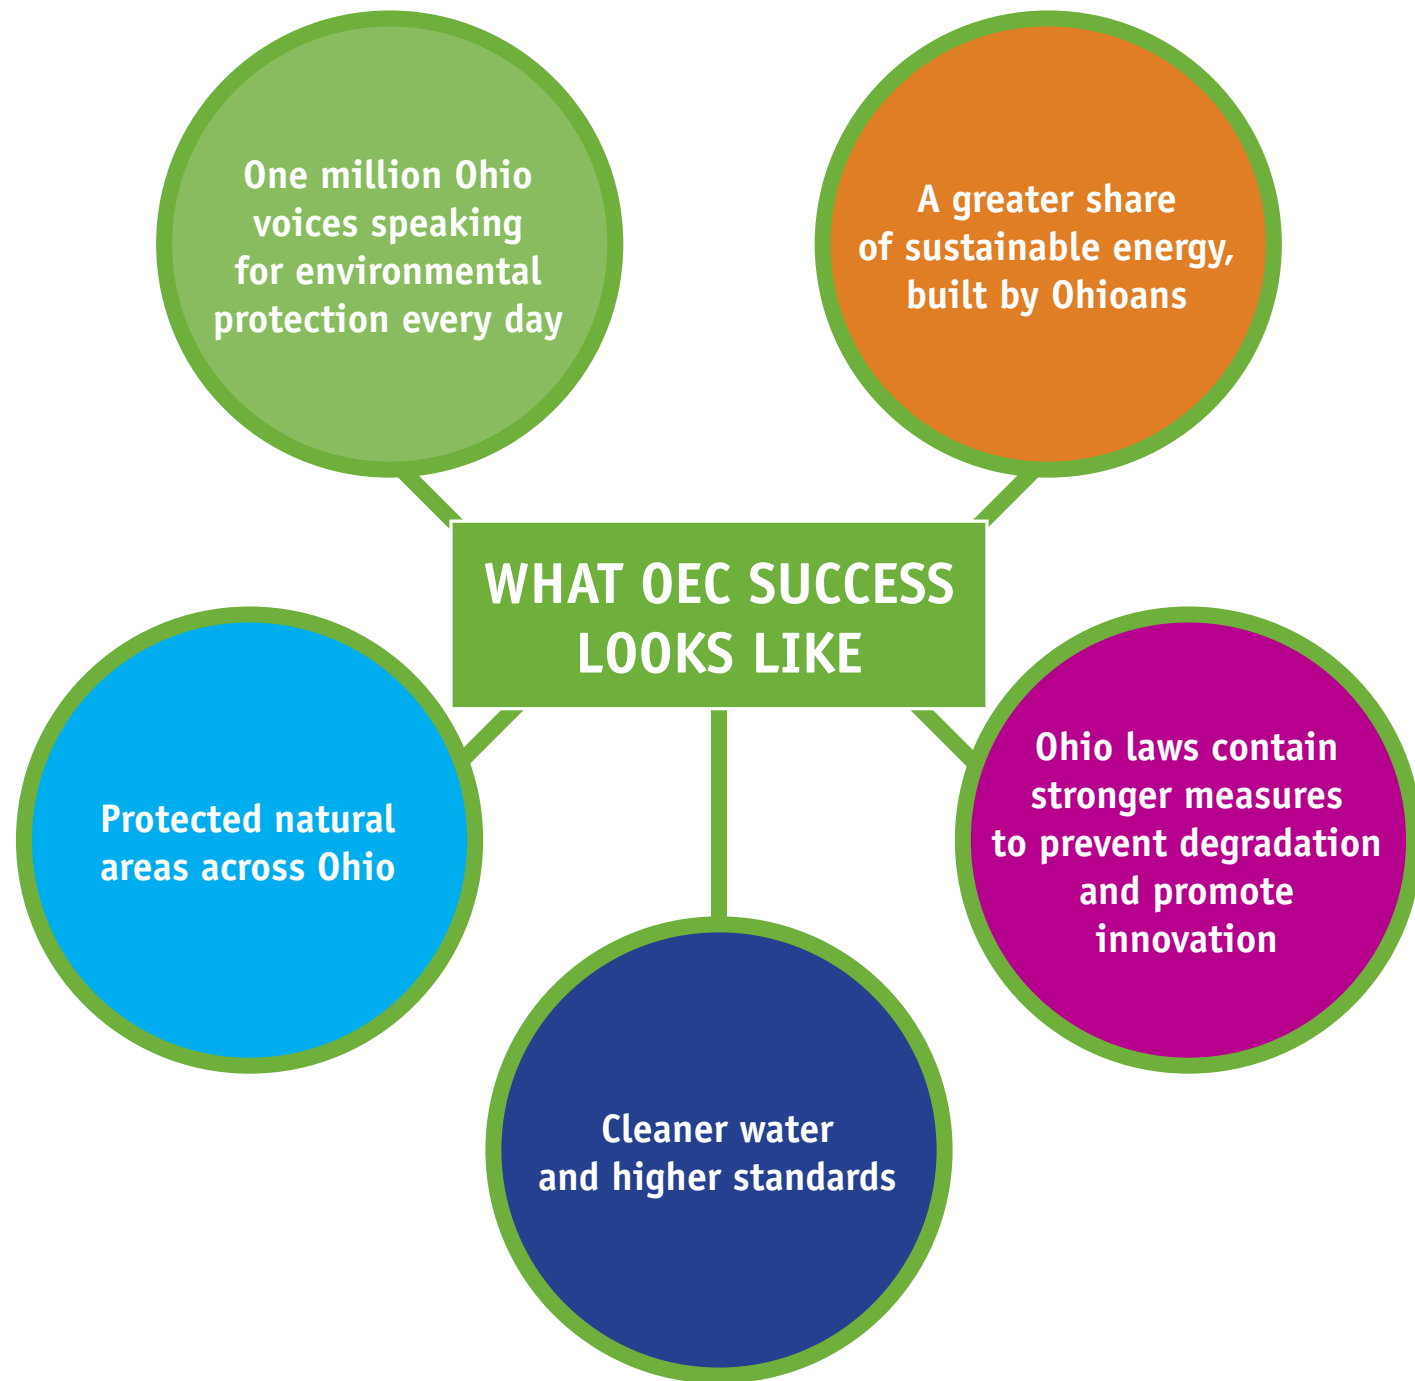 One million Ohio
voices speaking
for environmental
protection every day
A greater share
of sustainable energy,
built by Ohioans
WHAT OEC SUCCESS
LOOKS LIKE
Protected natural
areas across Ohio
Ohio laws contain
stronger measures
to prevent degradation
and promote
innovation
Cleaner water
and higher standards